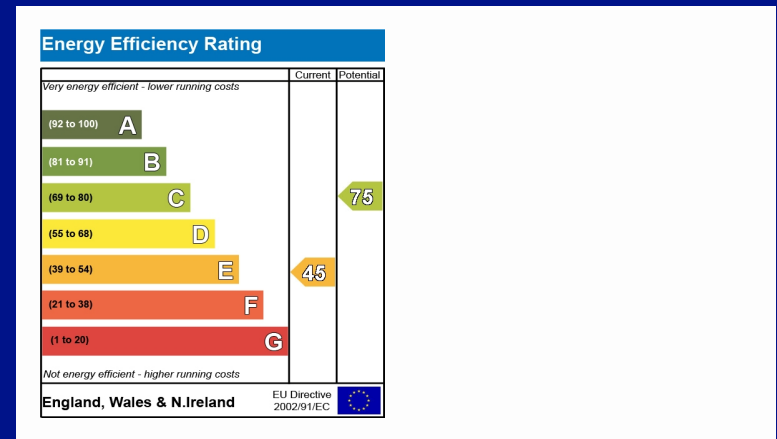 Energy Efficiency Rating
Current Potential
Very energy efficient - lower running costs
(92 to 100) A
(81 to 91) B
(69 to 80) C
75
(55 to 68) D
(39 to 54) E
45
(21 to 38) F
(1 to 20) G
Not energy efficient - higher running costs
England, Wales & N.Ireland
EU Directive
2002/91/EC